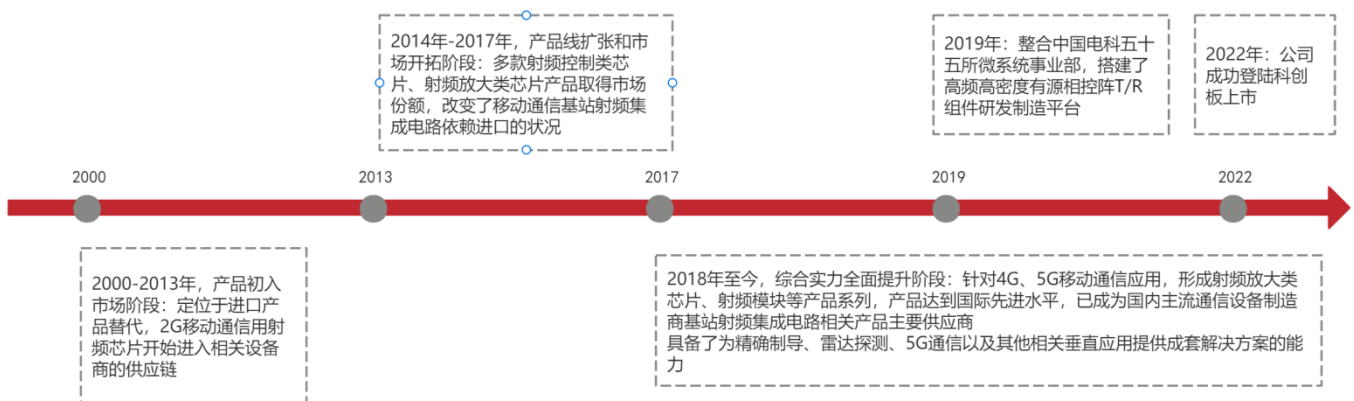 2014年-2017年，产品线扩张和市
场开拓阶段：多款射频控制类芯
片、射频放大类芯片产品取得市场
份额，改变了移动通信基站射频集
成电路依赖进口的状况
2019年：整合中国电科五十
五所微系统事业部，搭建了
高频高密度有源相控阵T/R
组件研发制造平台
2022年：公司
成功登陆科创
板上市
2000
2013
2017
2019
2022
2000-2013年，产品初入
市场阶段：定位于进口产
品替代，2G移动通信用射
频芯片开始进入相关设备
商的供应链
2018年至今，综合实力全面提升阶段：针对4G、5G移动通信应用，形成射频放大类
芯片、射频模块等产品系列，产品达到国际先进水平，已成为国内主流通信设备制造
商基站射频集成电路相关产品主要供应商
具备了为精确制导、雷达探测、5G通信以及其他相关垂直应用提供成套解决方案的能
力